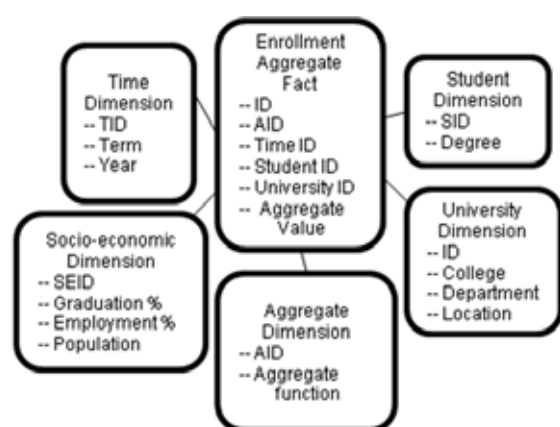 Enrollment
Aggregate
Fact
-- ID
-- AID
-- Time ID
-- Student ID
-- University ID
-- Aggregate
Value
Time
Dimension
-- TID
-- Term
-- Year
Student
Dimension
-- SID
-- Degree
Socio-economic
Dimension
-- SEID
-- Graduation %
-- Employment %
-- Population
University
Dimension
-- ID
-- College
-- Department
-- Location
Aggregate
Dimension
-- AID
-- Aggregate
function